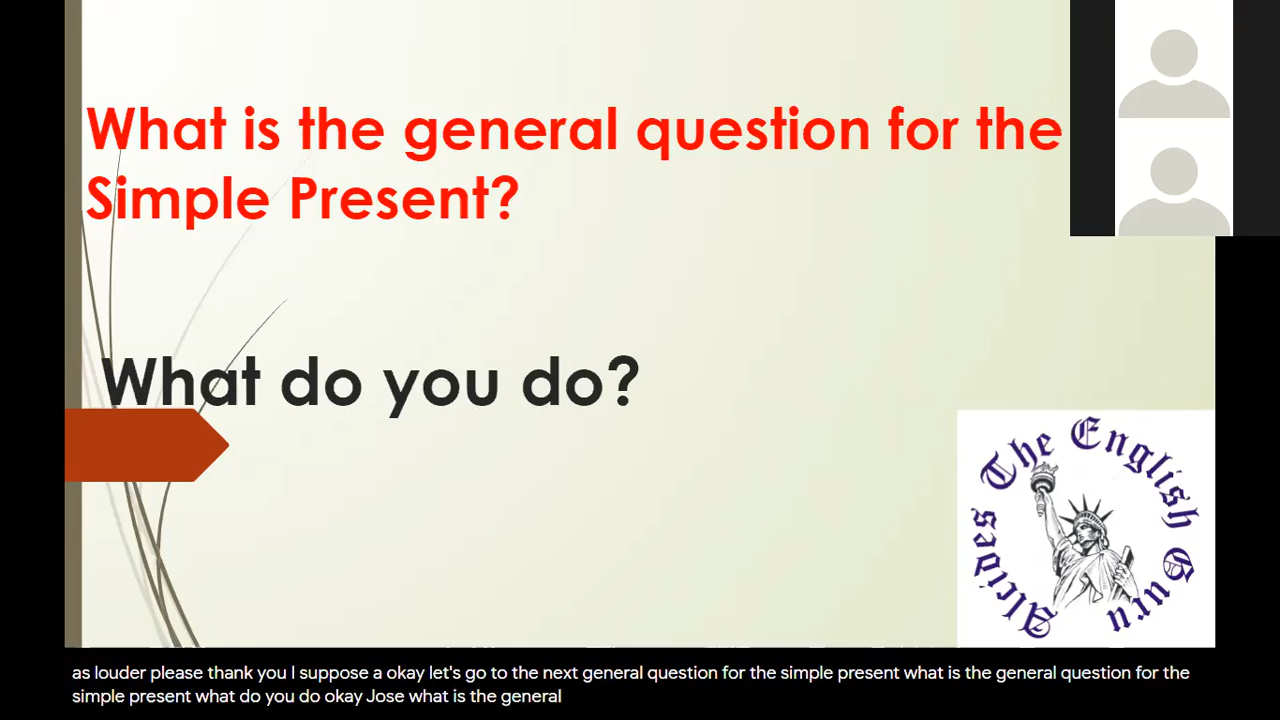 What is the general question for the
Simple Present?
What do you do?
Alcides The English Guru
as louder please thank you I suppose a okay let's go to the next general question for the simple present what is the general question for the
simple present what do you do okay Jose what is the general